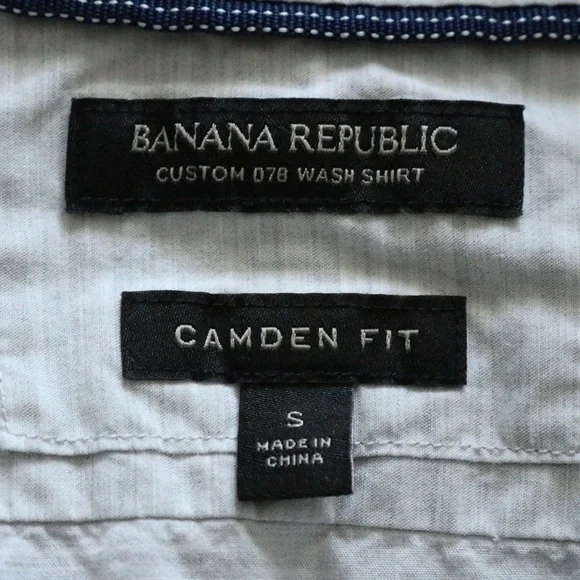 BANANA REPUBLIC
CUSTOM 078 WASH SHIRT
CAMDEN FIT
S
MADE IN
CHINA